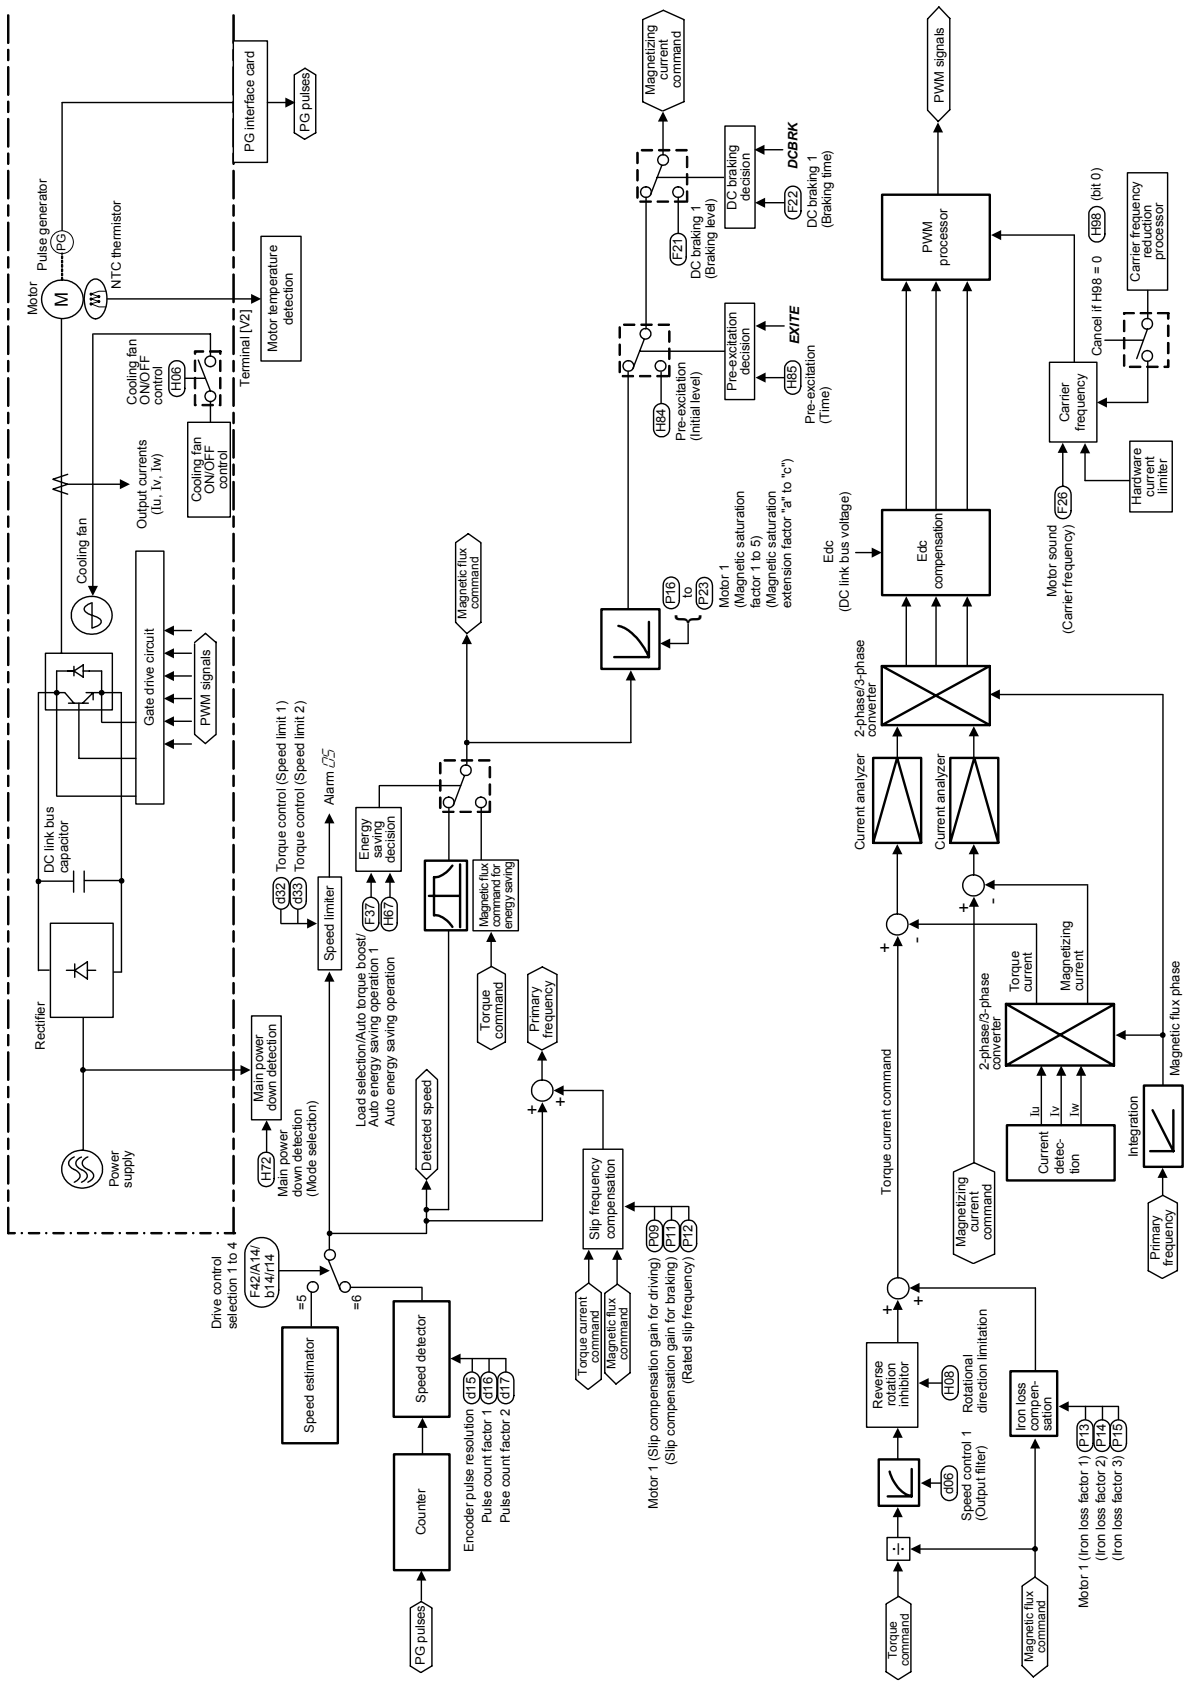 Power
supply
Rectifier
DC link bus
capacitor
Gate drive circuit
PWM signals
Cooling fan
Output currents
(Iu, Iv, Iw)
Cooling fan
ON/OFF
control
Cooling fan
ON/OFF
control
H06
Motor
M
Pulse generator
PG
NTC thermistor
Terminal [V2]
Motor temperature
detection
PG interface card
PG pulses
Main power
down detection
H72
Main power
down detection
(Mode selection)
Drive control
selection 1 to 4
F42/A14/
b14/r14
=5
=6
Speed estimator
Speed detector
Counter
PG pulses
Encoder pulse resolution
d15
Pulse count factor 1
d16
Pulse count factor 2
d17
d32
Torque control (Speed limit 1)
d33
Torque control (Speed limit 2)
Speed limiter
Alarm OS
Load selection/Auto torque boost/
Auto energy saving operation 1
F37
Auto energy saving operation
H67
Energy
saving
decision
Detected speed
Magnetic flux
command for
energy saving
Torque
command
Magnetic flux
command
Primary
frequency
+
+
Slip frequency
compensation
Torque current
command
Magnetic flux
command
Motor 1 (Slip compensation gain for driving)
P09
(Slip compensation gain for braking)
P11
(Rated slip frequency)
P12
P16
to
P23
Motor 1
(Magnetic saturation
factor 1 to 5)
(Magnetic saturation
extension factor "a" to "c")
H84
Pre-excitation
(Initial level)
Pre-excitation
decision
H85
EXITE
Pre-excitation
(Time)
F21
DC braking 1
(Braking level)
DC braking
decision
F22
DCBRK
DC braking 1
(Braking time)
Magnetizing
current
command
Torque
command
÷
d06
Speed control 1
(Output filter)
Reverse
rotation
inhibitor
H08
Rotational
direction limitation
Magnetic flux
command
Iron loss
compen-
sation
Motor 1 (Iron loss factor 1)
P13
(Iron loss factor 2)
P14
(Iron loss factor 3)
P15
+
+
Torque current command
Magnetizing
current
command
+
-
+
-
Current
detec-
tion
Iu
Iv
Iw
2-phase/3-phase
converter
Torque
current
Magnetizing
current
Primary
frequency
Integration
Magnetic flux phase
Current analyzer
Current analyzer
2-phase/3-phase
converter
Edc
(DC link bus voltage)
Edc
compensation
PWM
processor
PWM signals
Motor sound
(Carrier frequency)
F26
Carrier
frequency
Hardware
current
limiter
Cancel if H98 = 0
H98
(bit 0)
Carrier frequency
reduction
processor